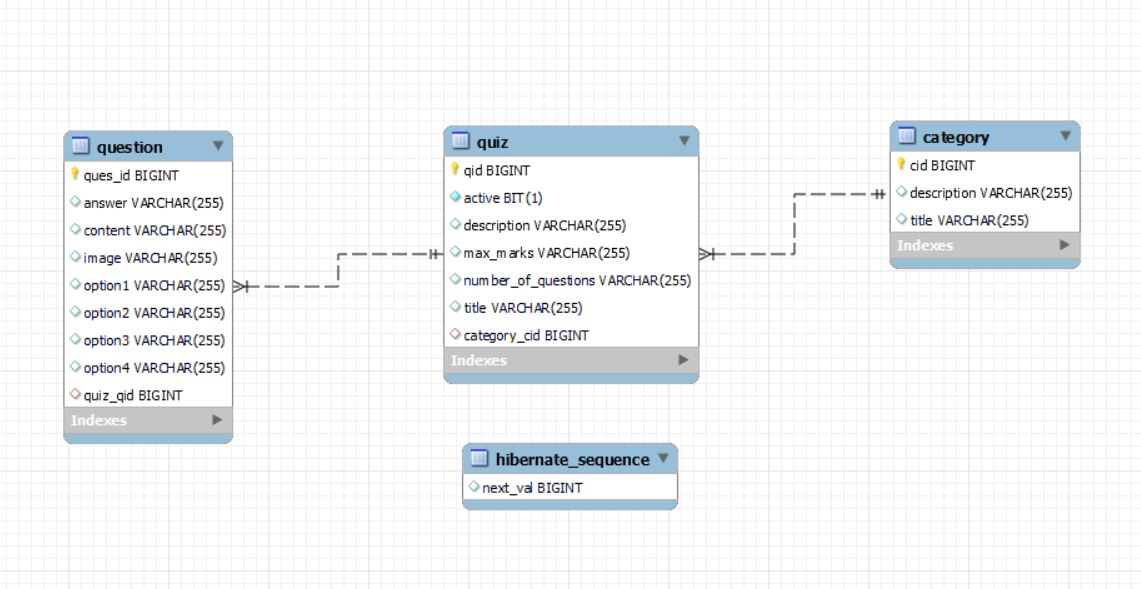 question
ques_id BIGINT
answer VARCHAR(255)
content VARCHAR(255)
image VARCHAR(255)
option1 VARCHAR(255)
option2 VARCHAR(255)
option3 VARCHAR(255)
option4 VARCHAR(255)
quiz_qid BIGINT
Indexes
quiz
qid BIGINT
active BIT(1)
description VARCHAR(255)
max_marks VARCHAR(255)
number_of_questions VARCHAR(255)
title VARCHAR(255)
category_cid BIGINT
Indexes
category
cid BIGINT
description VARCHAR(255)
title VARCHAR(255)
Indexes
hibernate_sequence
next_val BIGINT